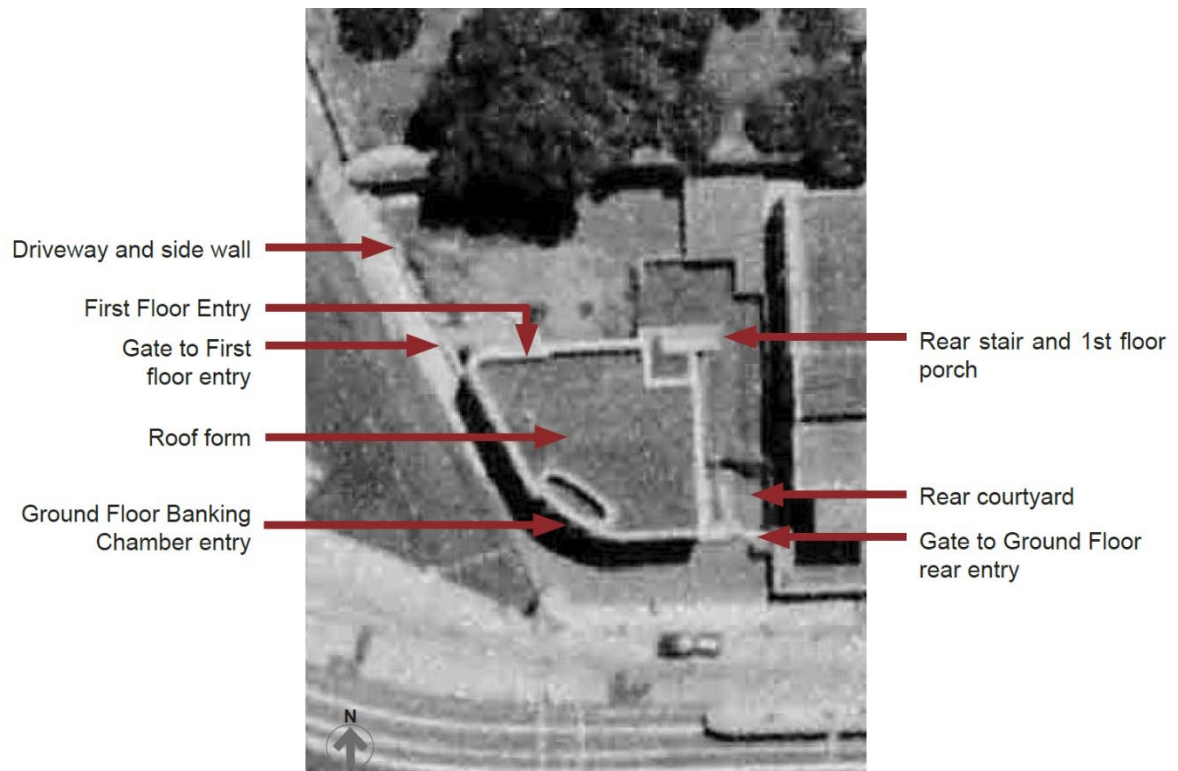 Driveway and side wall
First Floor Entry
Gate to First
floor entry
Roof form
Ground Floor Banking
Chamber entry
Rear stair and 1st floor
porch
Rear courtyard
Gate to Ground Floor
rear entry
N